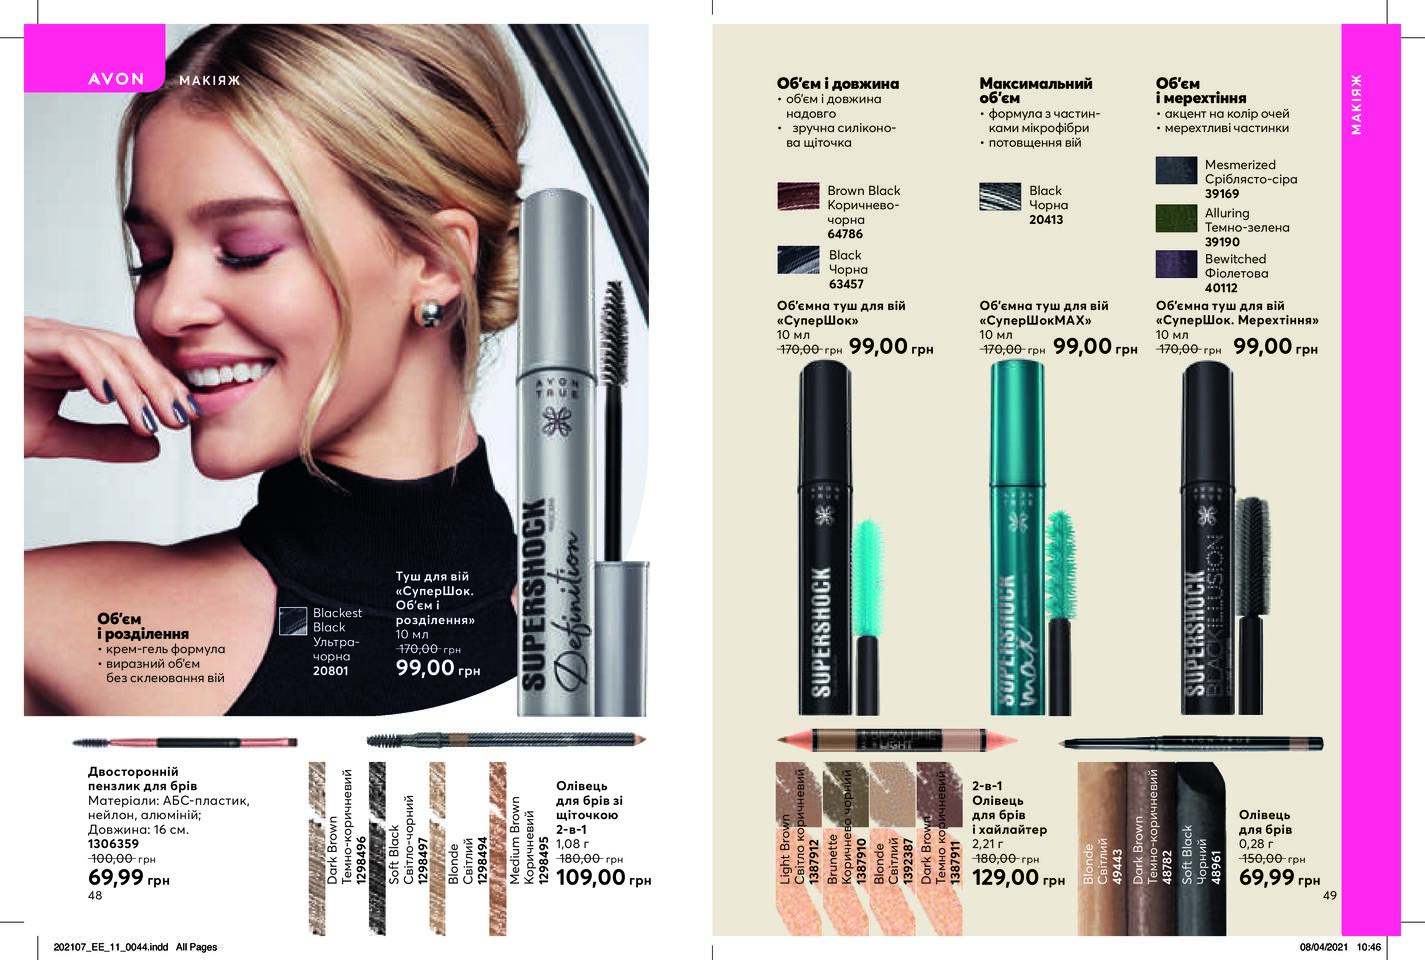 AVON
МАКІЯЖ
Об'єм
і розділення
• крем-гель формула
• виразний об'єм
без склеювання вій
Blackest
Black
Ультра-
чорна
20801
Туш для вій
«СуперШок.
Об'єм і
розділення»
10 мл
170,00 грн
99,00 грн
AVON
TRUE
SUPERSHOCK
Definition
Двосторонній
пензлик для брів
Матеріали: АБС-пластик,
нейлон, алюміній;
Довжина: 16 см.
1306359
100,00 грн
69,99 грн
48
Dark Brown
Темно-коричневий
1298496
Soft Black
Світло-чорний
1298497
Blonde
Світлий
1298494
Medium Brown
Коричневий
1298495
Олівець
для брів зі
щіточкою
2-в-1
1,08 г
180,00 грн
109,00 грн
Об'єм і довжина
• об'єм і довжина
надовго
• зручна силіконо-
ва щіточка
Brown Black
Коричнево-
чорна
64786
Black
Чорна
63457
Об'ємна туш для вій
«СуперШок»
10 мл
170,00 грн 99,00 грн
Максимальний
об'єм
• формула з частин-
ками мікрофібри
• потовщення вій
Black
Чорна
20413
Об'ємна туш для вій
«СуперШокМАХ»
10 мл
170,00 грн 99,00 грн
Об'єм
і мерехтіння
• акцент на колір очей
• мерехтливі частинки
Mesmerized
Сріблясто-сіра
39169
Alluring
Темно-зелена
39190
Bewitched
Фіолетова
40112
Об'ємна туш для вій
«СуперШок. Мерехтіння»
10 мл
170,00 грн 99,00 грн
МАКІЯЖ
AVON
TRUE
SUPERSHOCK
AVON
TRUE
SUPERSHOCK
max
AVON
TRUE
SUPERSHOCK
BLACKILLUSION
LIGHT
Light Brown
Світло коричневий
1387912
Brunette
Коричнево чорний
1387910
Blonde
Світлий
1392387
Dark Brown
Темно коричневий
1387911
2-в-1
Олівець
для брів
і хайлайтер
2,21 г
180,00 грн
129,00 грн
Blonde
Світлий
49443
Dark Brown
Темно-коричневий
48782
Soft Black
Чорний
48961
Олівець
для брів
0,28 г
150,00 грн
69,99 грн
49
202107_EE_11_0044.indd All Pages
08/04/2021 10:46